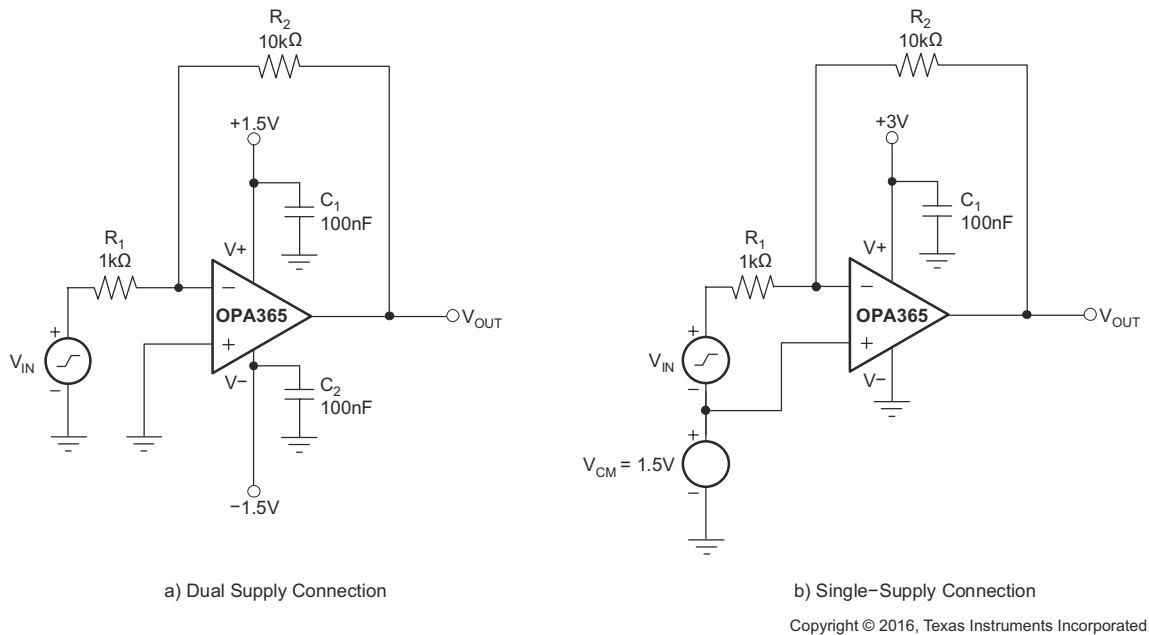 R2
10kΩ
+1.5V
C1
100nF
R1
1kΩ
V+
−
OPA365
+
V−
VOUT
+
VIN
−
C2
100nF
−1.5V
a) Dual Supply Connection
R2
10kΩ
+3V
C1
100nF
R1
1kΩ
V+
−
OPA365
+
V−
VOUT
+
VIN
−
+
VCM = 1.5V
−
b) Single−Supply Connection
Copyright © 2016, Texas Instruments Incorporated